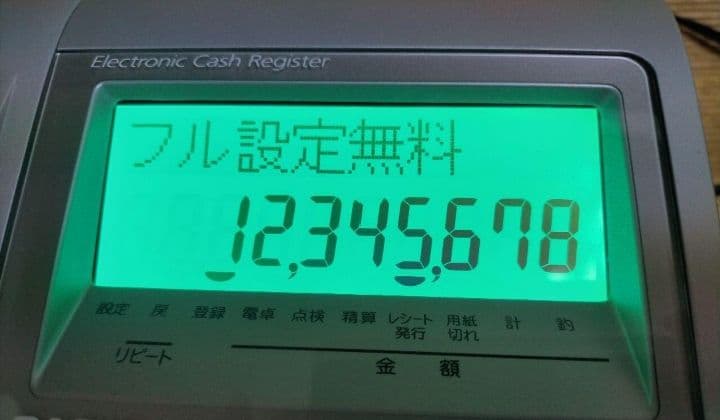 Electronic Cash Register
フル設定無料
12,345,678
設定 戻 登録 電卓 点検 精算 レシート発行 用紙切れ 計 釣
リピート 金額